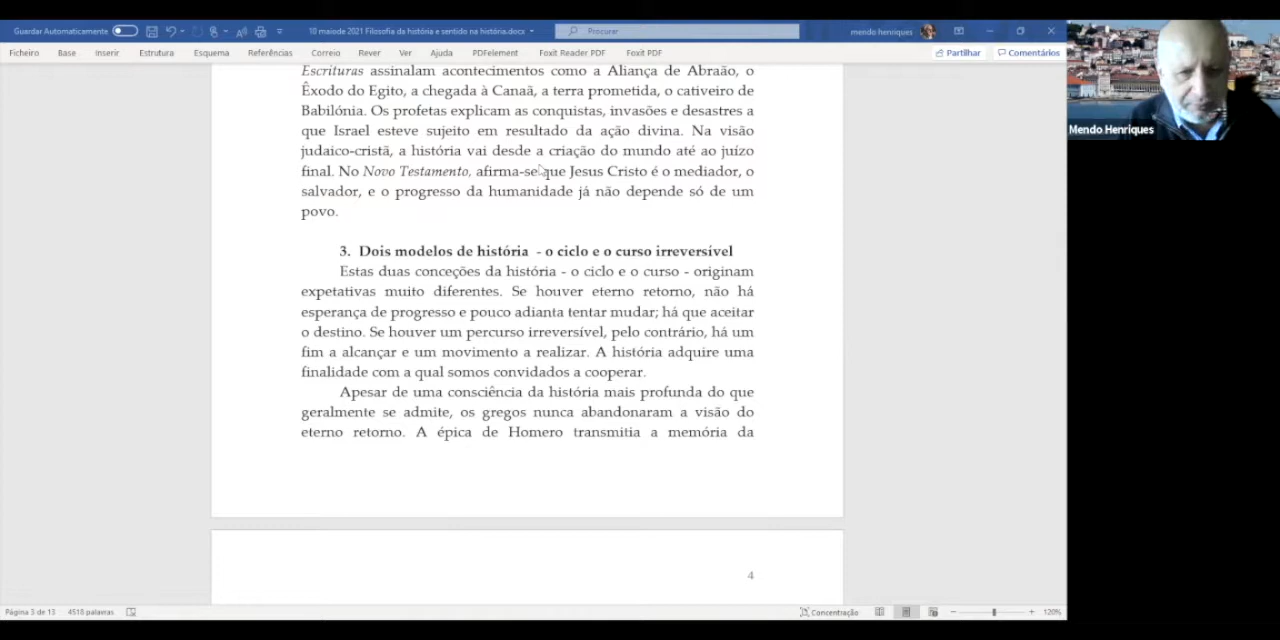 Guardar Automaticamente
10 maiode 2021 Filosofia da história e sentido na história.docx
Procurar
mendo henriques
Ficheiro Base Inserir Estrutura Esquema Referências Correio Rever Ver Ajuda PDFelement Foxit Reader PDF Foxit PDF Partilhar Comentários
Escrituras assinalam acontecimentos como a Aliança de Abraão, o
Êxodo do Egito, a chegada à Canaã, a terra prometida, o cativeiro de
Babilónia. Os profetas explicam as conquistas, invasões e desastres a
que Israel esteve sujeito em resultado da ação divina. Na visão
judaico-cristã, a história vai desde a criação do mundo até ao juízo
final. No Novo Testamento, afirma-se que Jesus Cristo é o mediador, o
salvador, e o progresso da humanidade já não depende só de um
povo.
3. Dois modelos de história - o ciclo e o curso irreversível
Estas duas conceções da história - o ciclo e o curso - originam
expetativas muito diferentes. Se houver eterno retorno, não há
esperança de progresso e pouco adianta tentar mudar; há que aceitar
o destino. Se houver um percurso irreversível, pelo contrário, há um
fim a alcançar e um movimento a realizar. A história adquire uma
finalidade com a qual somos convidados a cooperar.
Apesar de uma consciência da história mais profunda do que
geralmente se admite, os gregos nunca abandonaram a visão do
eterno retorno. A épica de Homero transmitia a memória da
4
Página 3 de 13 4518 palavras
Concentração
120%
Mendo Henriques